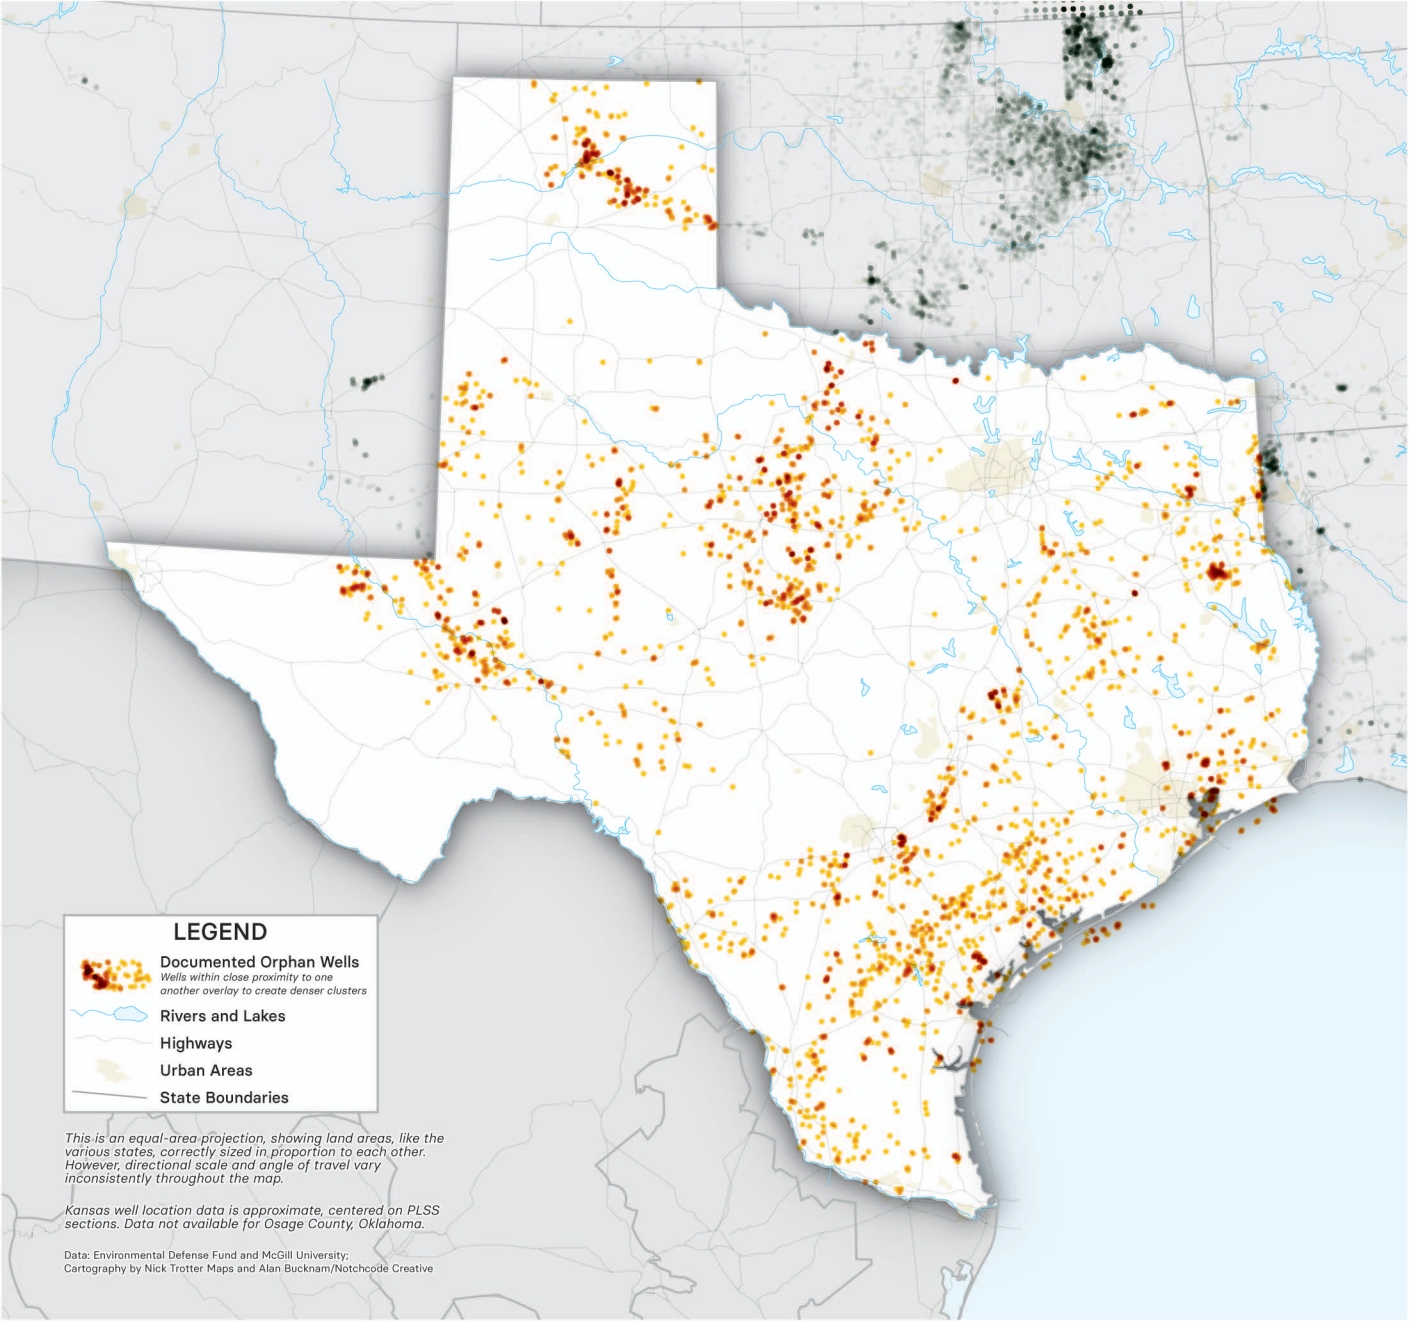 LEGEND
Documented Orphan Wells
Wells within close proximity to one
another overlay to create denser clusters
Rivers and Lakes
Highways
Urban Areas
State Boundaries
This is an equal-area projection, showing land areas, like the
various states, correctly sized in proportion to each other.
However, directional scale and angle of travel vary
inconsistently throughout the map.
Kansas well location data is approximate, centered on PLSS
sections. Data not available for Osage County, Oklahoma.
Data: Environmental Defense Fund and McGill University;
Cartography by Nick Trotter Maps and Alan Bucknam/Notchcode Creative